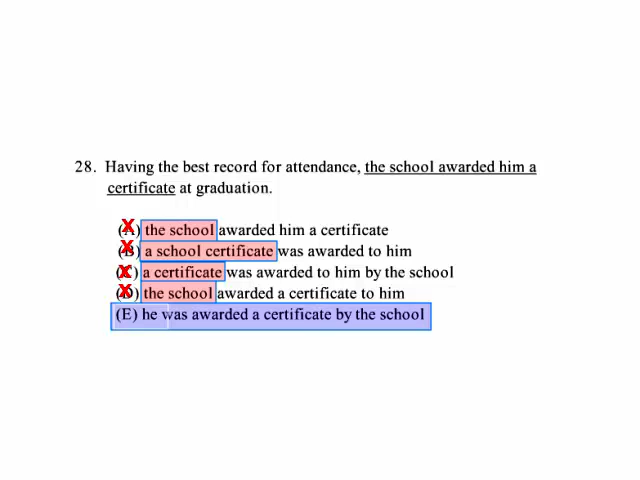 28. Having the best record for attendance, the school awarded him a
certificate at graduation.
(A) the school awarded him a certificate
(B) a school certificate was awarded to him
(C) a certificate was awarded to him by the school
(D) the school awarded a certificate to him
(E) he was awarded a certificate by the school